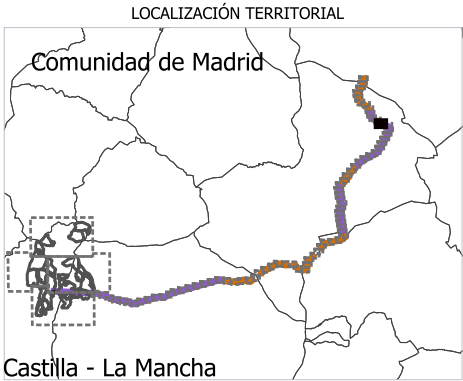 LOCALIZACIÓN TERRITORIAL
Comunidad de Madrid
Castilla - La Mancha